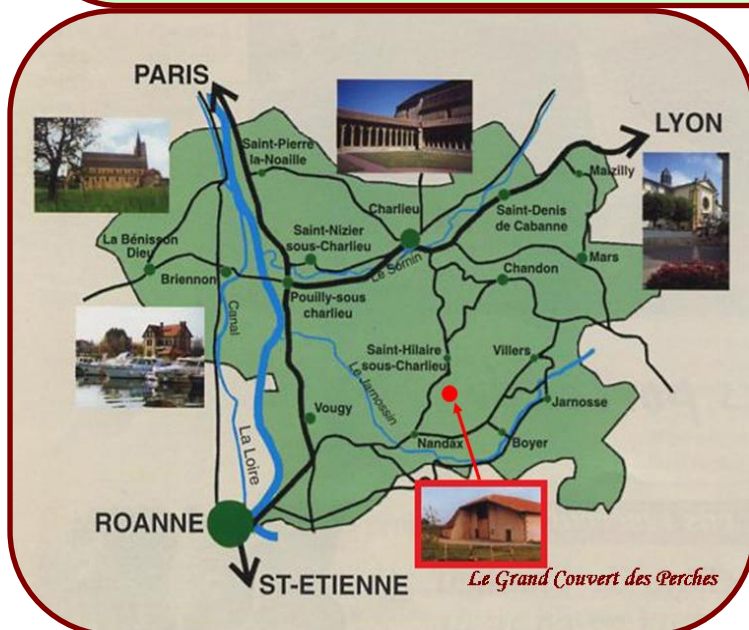 PARIS
LYON
Saint-Pierre
la-Noaille
Maizilly
Charlieu
Saint-Denis
de Cabanne
Saint-Nizier
sous-Charlieu
La Bénisson
Dieu
Briennon
Le Sornin
Mars
Chandon
Pouilly-sous
charlieu
Canal
Saint-Hilaire
sous-Charlieu
Villers
Le Jarnossin
Jarnosse
Vougy
Nandax
Boyer
La Loire
ROANNE
ST-ETIENNE
Le Grand Couvert des Perches